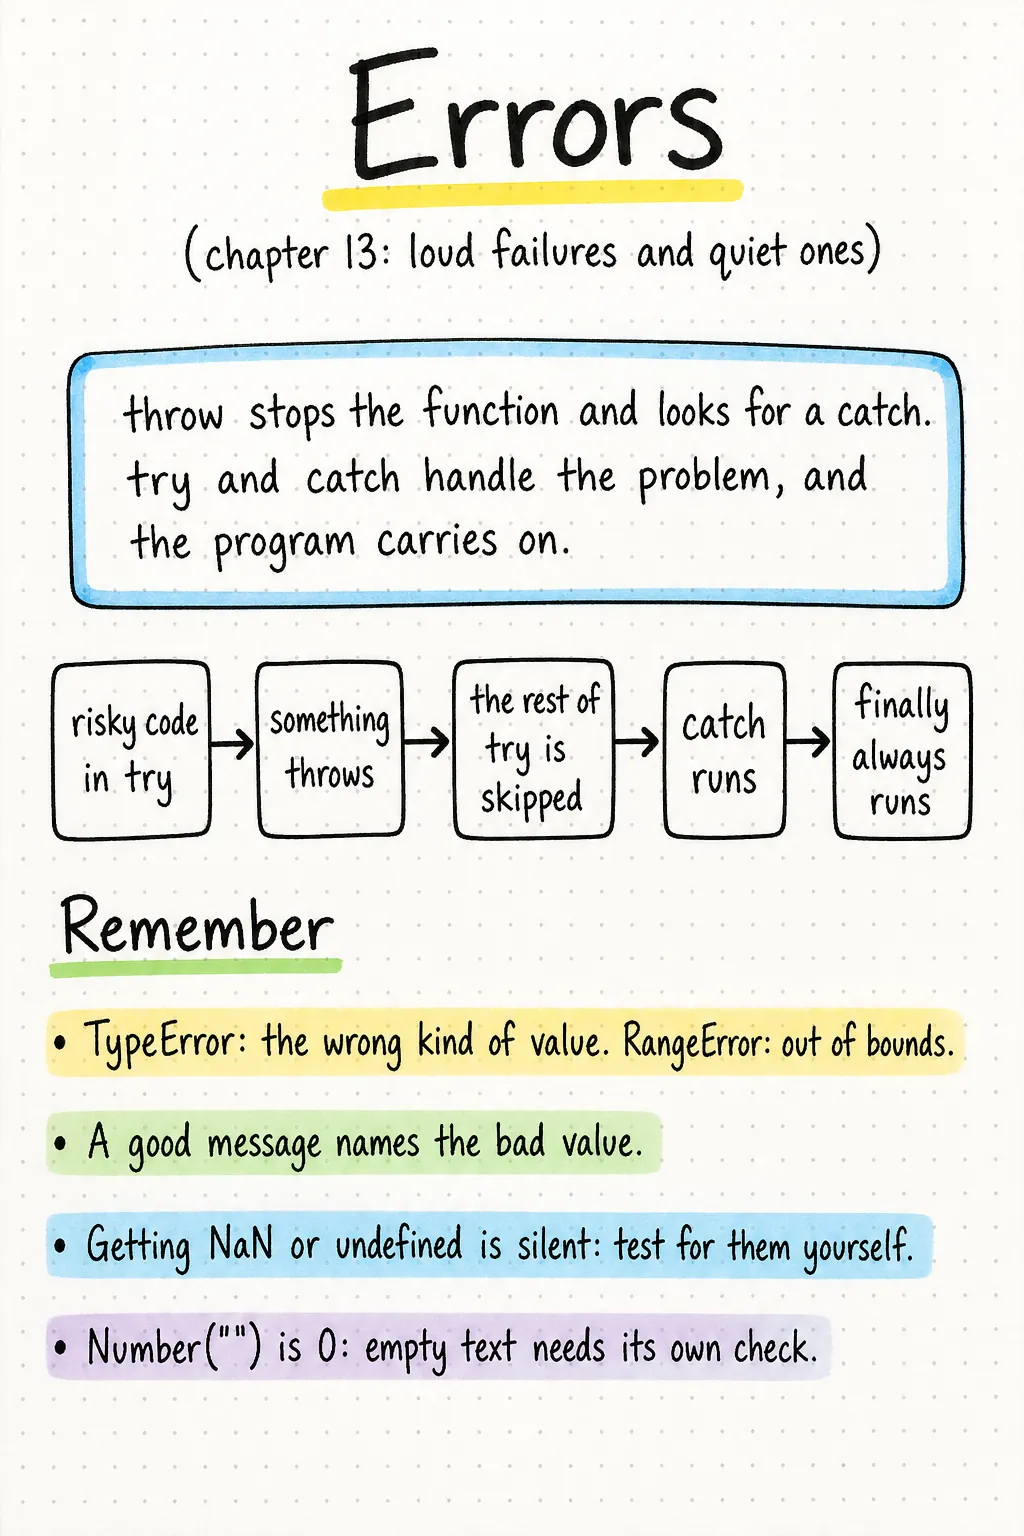 Errors
(chapter 13: loud failures and quiet ones)
throw stops the function and looks for a catch.
try and catch handle the problem, and
the program carries on.
risky code
in try
something
throws
the rest of
try is
skipped
catch
runs
finally
always
runs
Remember
• TypeError: the wrong kind of value. RangeError: out of bounds.
• A good message names the bad value.
• Getting NaN or undefined is silent: test for them yourself.
• Number("") is 0: empty text needs its own check.